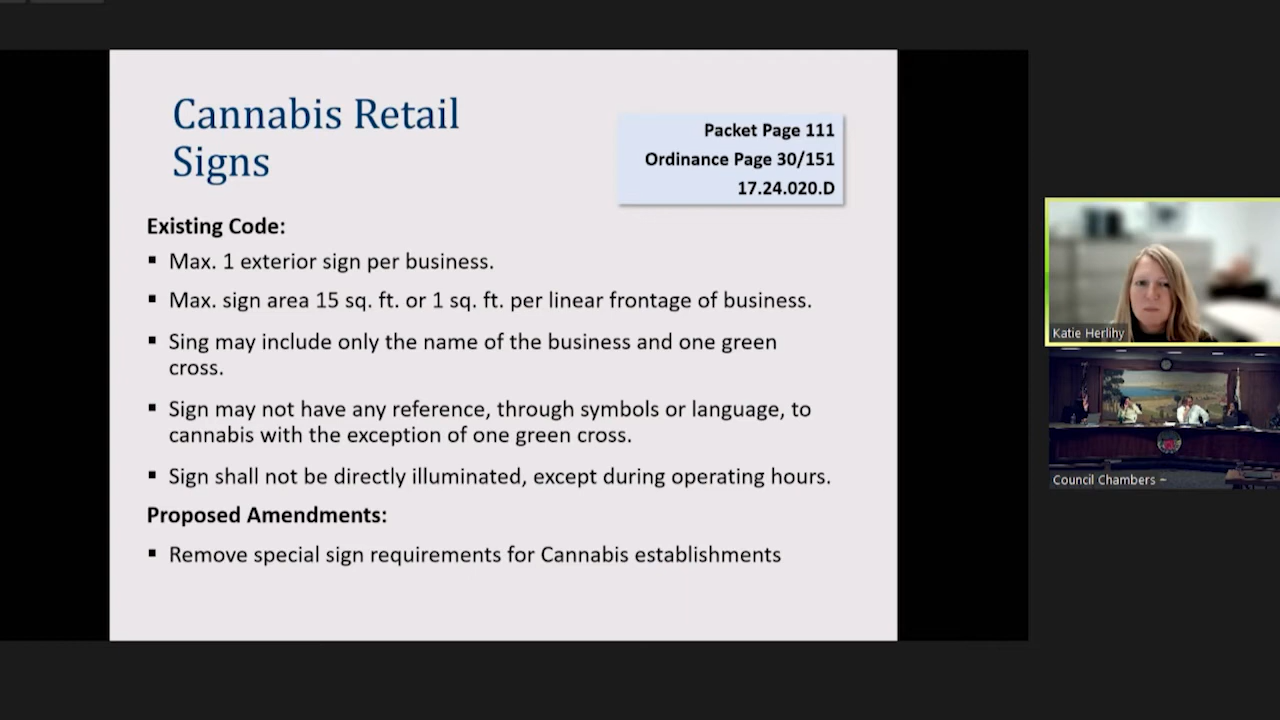 Cannabis Retail
Signs
Packet Page 111
Ordinance Page 30/151
17.24.020.D
Existing Code:
▪ Max. 1 exterior sign per business.
▪ Max. sign area 15 sq. ft. or 1 sq. ft. per linear frontage of business.
▪ Sing may include only the name of the business and one green
cross.
▪ Sign may not have any reference, through symbols or language, to
cannabis with the exception of one green cross.
▪ Sign shall not be directly illuminated, except during operating hours.
Proposed Amendments:
▪ Remove special sign requirements for Cannabis establishments
Katie Herlihy
Council Chambers ~